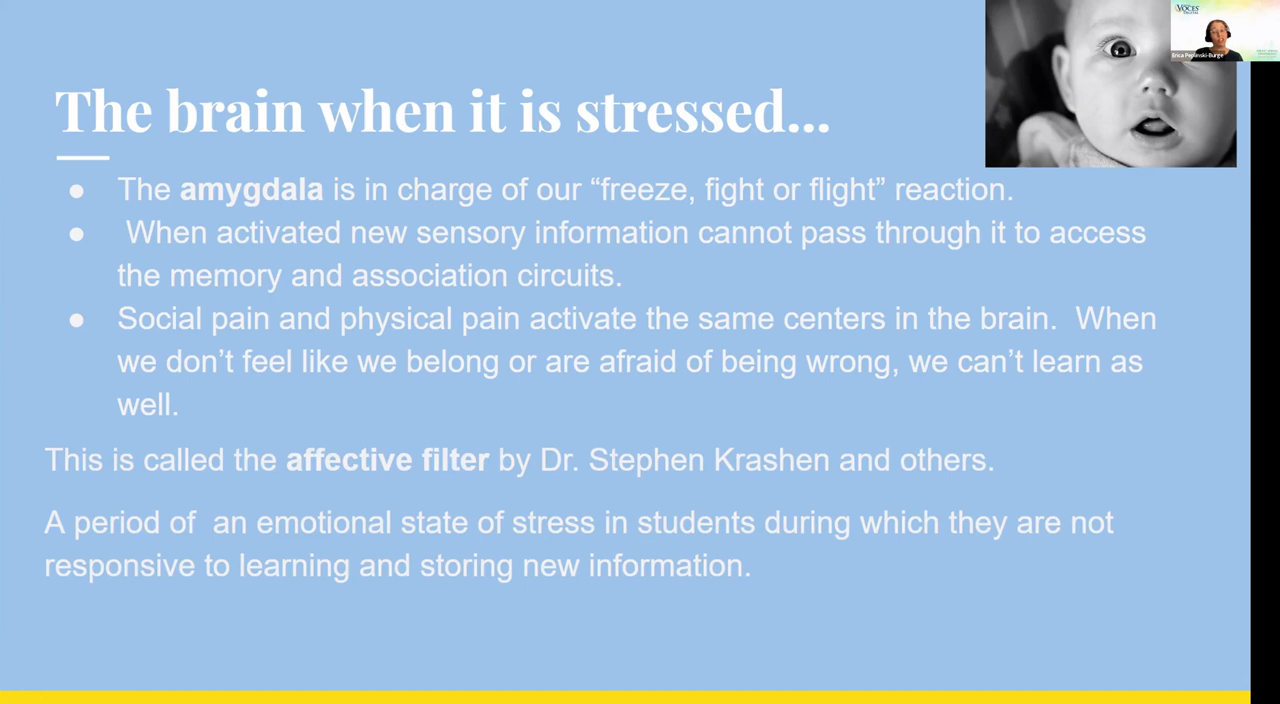 The brain when it is stressed...
● The amygdala is in charge of our “freeze, fight or flight” reaction.
● When activated new sensory information cannot pass through it to access
the memory and association circuits.
● Social pain and physical pain activate the same centers in the brain. When
we don’t feel like we belong or are afraid of being wrong, we can’t learn as
well.
This is called the affective filter by Dr. Stephen Krashen and others.
A period of an emotional state of stress in students during which they are not
responsive to learning and storing new information.
VOCES
DIGITAL
Erica Peplinski-Burge